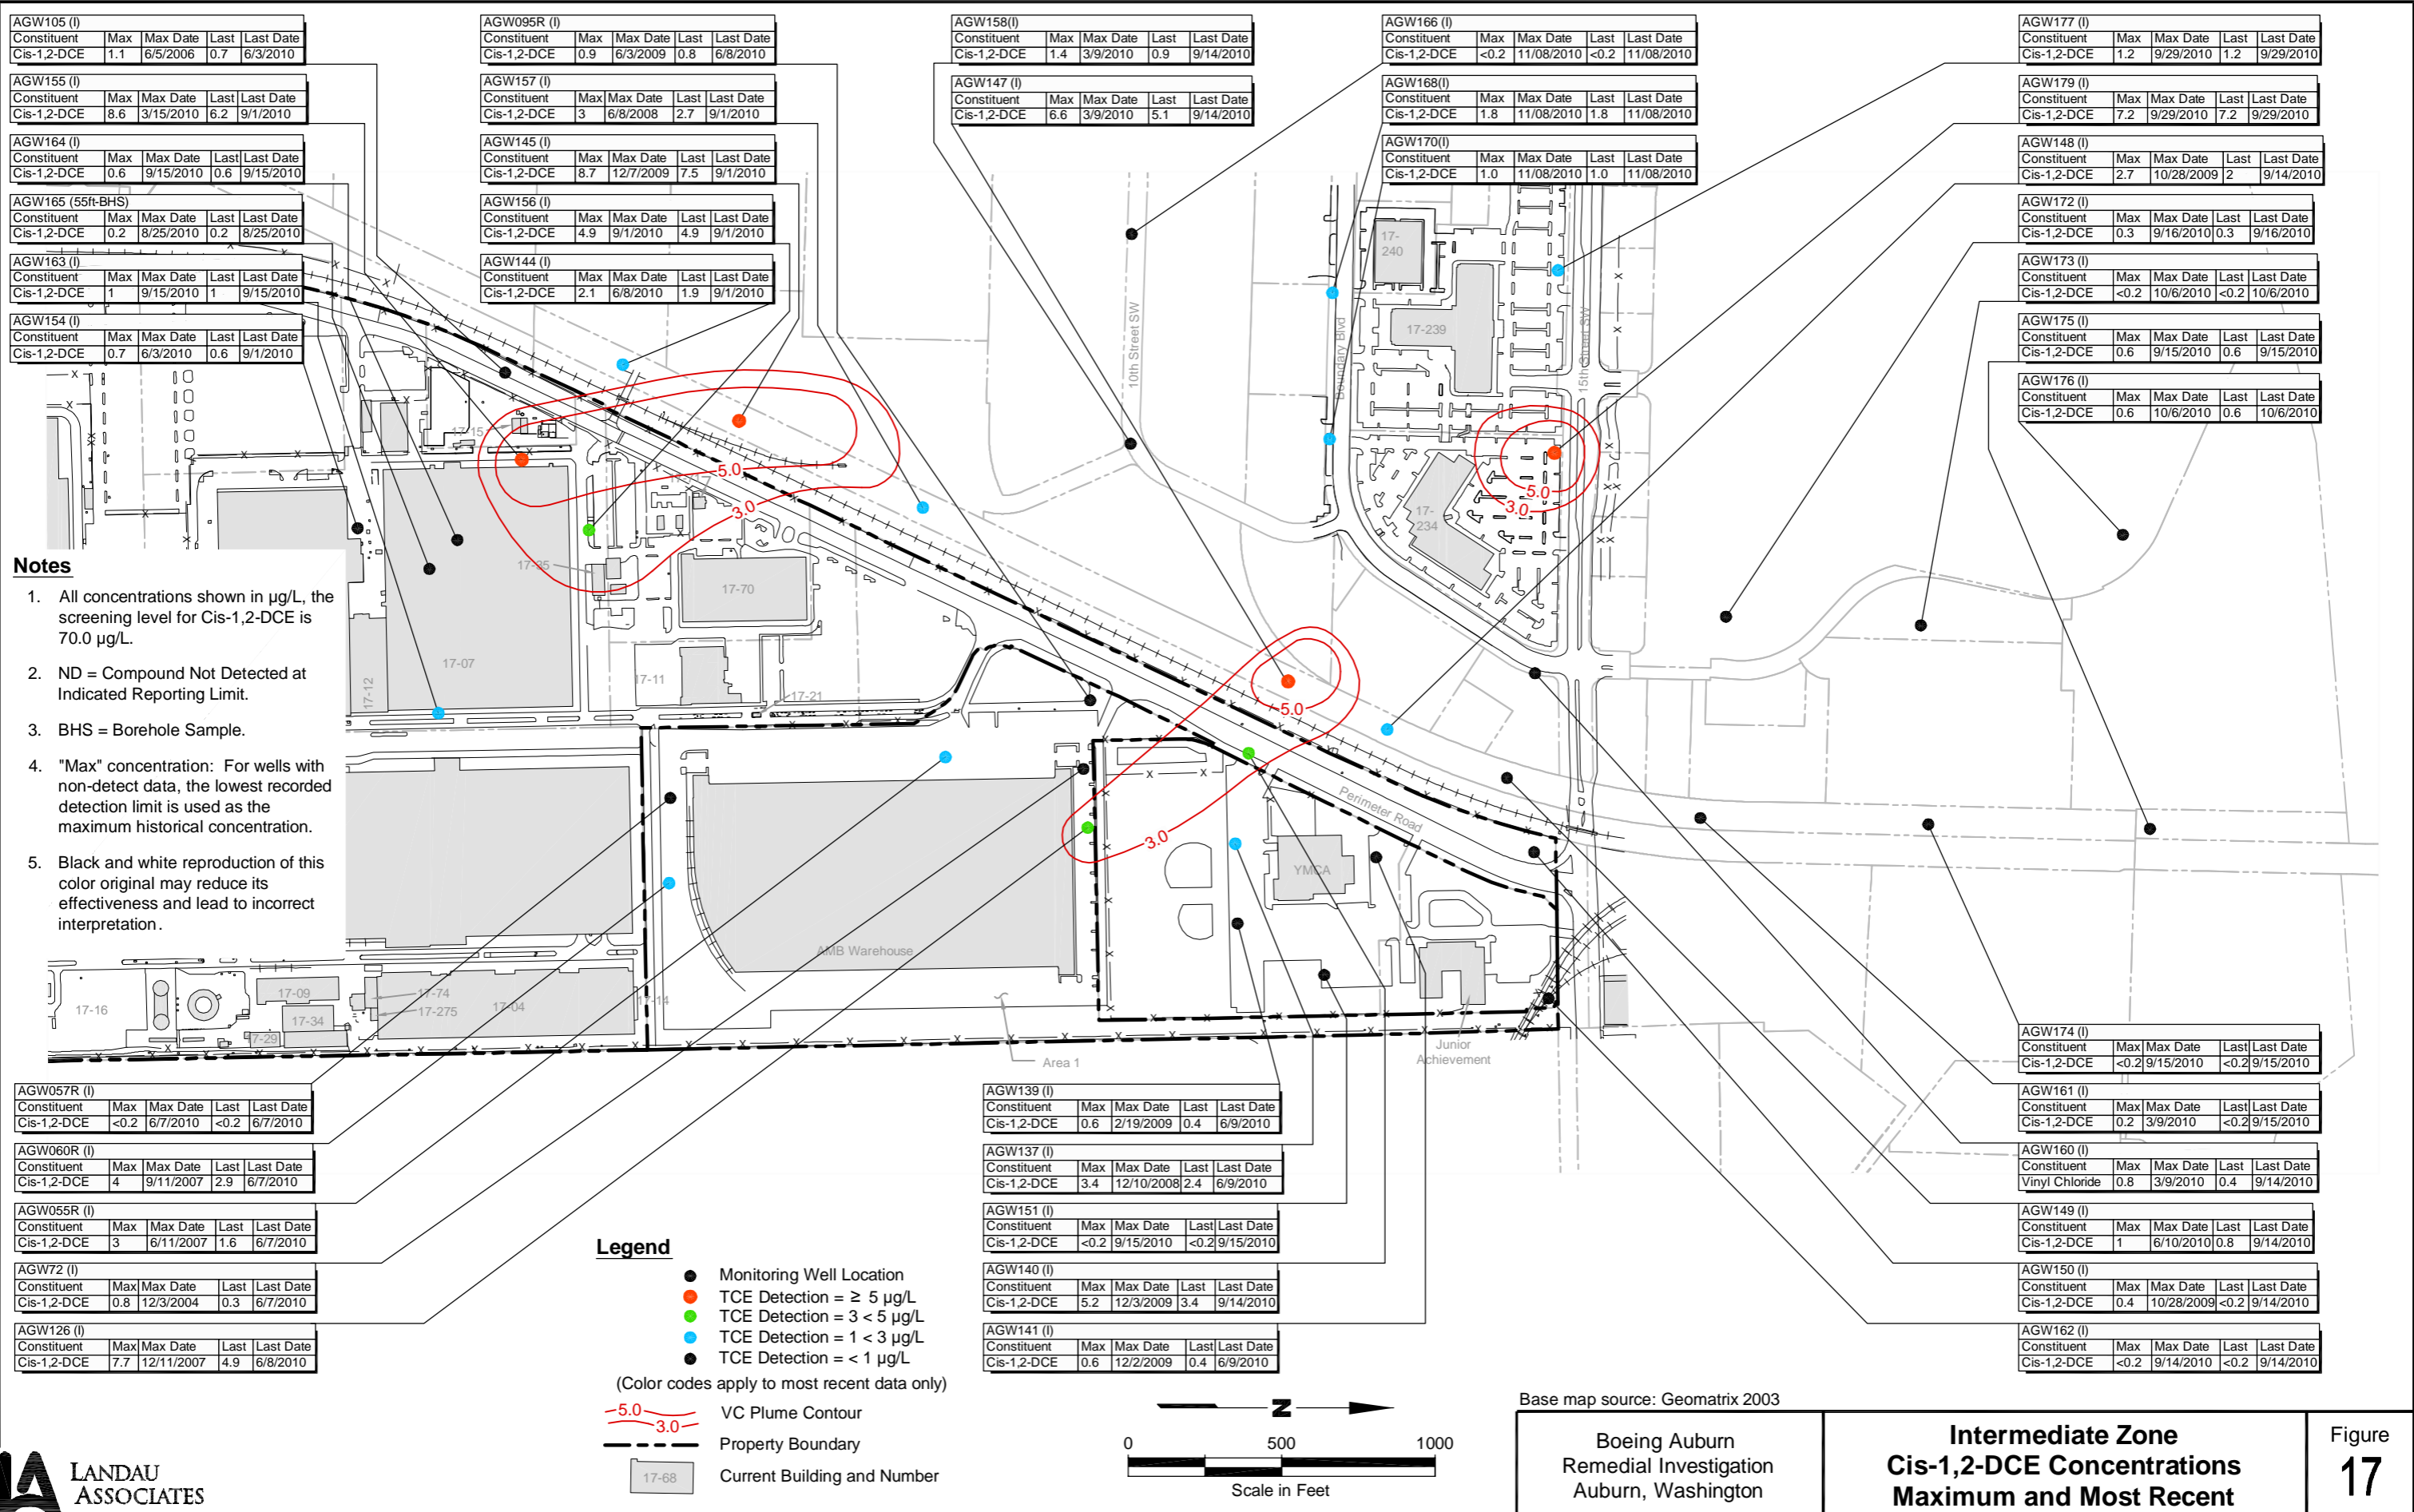 AGW105 (I)
Constituent Max Max Date Last Last Date
Cis-1,2-DCE 1.1 6/5/2006 0.7 6/3/2010
AGW155 (I)
Constituent Max Max Date Last Last Date
Cis-1,2-DCE 8.6 3/15/2010 6.2 9/1/2010
AGW164 (I)
Constituent Max Max Date Last Last Date
Cis-1,2-DCE 0.6 9/15/2010 0.6 9/15/2010
AGW165 (55ft-BHS)
Constituent Max Max Date Last Last Date
Cis-1,2-DCE 0.2 8/25/2010 0.2 8/25/2010
AGW163 (I)
Constituent Max Max Date Last Last Date
Cis-1,2-DCE 1 9/15/2010 1 9/15/2010
AGW154 (I)
Constituent Max Max Date Last Last Date
Cis-1,2-DCE 0.7 6/3/2010 0.6 9/1/2010
AGW095R (I)
Constituent Max Max Date Last Last Date
Cis-1,2-DCE 0.9 6/3/2009 0.8 6/8/2010
AGW157 (I)
Constituent Max Max Date Last Last Date
Cis-1,2-DCE 3 6/8/2008 2.7 9/1/2010
AGW145 (I)
Constituent Max Max Date Last Last Date
Cis-1,2-DCE 8.7 12/7/2009 7.5 9/1/2010
AGW156 (I)
Constituent Max Max Date Last Last Date
Cis-1,2-DCE 4.9 9/1/2010 4.9 9/1/2010
AGW144 (I)
Constituent Max Max Date Last Last Date
Cis-1,2-DCE 2.1 6/8/2010 1.9 9/1/2010
AGW158(I)
Constituent Max Max Date Last Last Date
Cis-1,2-DCE 1.4 3/9/2010 0.9 9/14/2010
AGW147 (I)
Constituent Max Max Date Last Last Date
Cis-1,2-DCE 6.6 3/9/2010 5.1 9/14/2010
AGW166 (I)
Constituent Max Max Date Last Last Date
Cis-1,2-DCE <0.2 11/08/2010 <0.2 11/08/2010
AGW168(I)
Constituent Max Max Date Last Last Date
Cis-1,2-DCE 1.8 11/08/2010 1.8 11/08/2010
AGW170(I)
Constituent Max Max Date Last Last Date
Cis-1,2-DCE 1.0 11/08/2010 1.0 11/08/2010
AGW177 (I)
Constituent Max Max Date Last Last Date
Cis-1,2-DCE 1.2 9/29/2010 1.2 9/29/2010
AGW179 (I)
Constituent Max Max Date Last Last Date
Cis-1,2-DCE 7.2 9/29/2010 7.2 9/29/2010
AGW148 (I)
Constituent Max Max Date Last Last Date
Cis-1,2-DCE 2.7 10/28/2009 2 9/14/2010
AGW172 (I)
Constituent Max Max Date Last Last Date
Cis-1,2-DCE 0.3 9/16/2010 0.3 9/16/2010
AGW173 (I)
Constituent Max Max Date Last Last Date
Cis-1,2-DCE <0.2 10/6/2010 <0.2 10/6/2010
AGW175 (I)
Constituent Max Max Date Last Last Date
Cis-1,2-DCE 0.6 9/15/2010 0.6 9/15/2010
AGW176 (I)
Constituent Max Max Date Last Last Date
Cis-1,2-DCE 0.6 10/6/2010 0.6 10/6/2010
10th Street SW
Boundary Blvd
15th Street SW
17-240
17-239
17-234
5.0
3.0
17-15
5.0
3.0
17-35
17-70
17-07
17-12
17-11
17-21
5.0
3.0
Perimeter Road
YMCA
AMB Warehouse
17-16
17-09
17-34
17-29
17-74
17-275
17-04
17-14
Area 1
Junior
Achievement
Notes
1. All concentrations shown in µg/L, the
screening level for Cis-1,2-DCE is
70.0 µg/L.
2. ND = Compound Not Detected at
Indicated Reporting Limit.
3. BHS = Borehole Sample.
4. "Max" concentration: For wells with
non-detect data, the lowest recorded
detection limit is used as the
maximum historical concentration.
5. Black and white reproduction of this
color original may reduce its
effectiveness and lead to incorrect
interpretation.
AGW057R (I)
Constituent Max Max Date Last Last Date
Cis-1,2-DCE <0.2 6/7/2010 <0.2 6/7/2010
AGW060R (I)
Constituent Max Max Date Last Last Date
Cis-1,2-DCE 4 9/11/2007 2.9 6/7/2010
AGW055R (I)
Constituent Max Max Date Last Last Date
Cis-1,2-DCE 3 6/11/2007 1.6 6/7/2010
AGW72 (I)
Constituent Max Max Date Last Last Date
Cis-1,2-DCE 0.8 12/3/2004 0.3 6/7/2010
AGW126 (I)
Constituent Max Max Date Last Last Date
Cis-1,2-DCE 7.7 12/11/2007 4.9 6/8/2010
AGW139 (I)
Constituent Max Max Date Last Last Date
Cis-1,2-DCE 0.6 2/19/2009 0.4 6/9/2010
AGW137 (I)
Constituent Max Max Date Last Last Date
Cis-1,2-DCE 3.4 12/10/2008 2.4 6/9/2010
AGW151 (I)
Constituent Max Max Date Last Last Date
Cis-1,2-DCE <0.2 9/15/2010 <0.2 9/15/2010
AGW140 (I)
Constituent Max Max Date Last Last Date
Cis-1,2-DCE 5.2 12/3/2009 3.4 9/14/2010
AGW141 (I)
Constituent Max Max Date Last Last Date
Cis-1,2-DCE 0.6 12/2/2009 0.4 6/9/2010
AGW174 (I)
Constituent Max Max Date Last Last Date
Cis-1,2-DCE <0.2 9/15/2010 <0.2 9/15/2010
AGW161 (I)
Constituent Max Max Date Last Last Date
Cis-1,2-DCE 0.2 3/9/2010 <0.2 9/15/2010
AGW160 (I)
Constituent Max Max Date Last Last Date
Vinyl Chloride 0.8 3/9/2010 0.4 9/14/2010
AGW149 (I)
Constituent Max Max Date Last Last Date
Cis-1,2-DCE 1 6/10/2010 0.8 9/14/2010
AGW150 (I)
Constituent Max Max Date Last Last Date
Cis-1,2-DCE 0.4 10/28/2009 <0.2 9/14/2010
AGW162 (I)
Constituent Max Max Date Last Last Date
Cis-1,2-DCE <0.2 9/14/2010 <0.2 9/14/2010
Legend
Monitoring Well Location
TCE Detection = ≥ 5 µg/L
TCE Detection = 3 < 5 µg/L
TCE Detection = 1 < 3 µg/L
TCE Detection = < 1 µg/L
(Color codes apply to most recent data only)
5.0
3.0
VC Plume Contour
Property Boundary
17-68
Current Building and Number
N
0 500 1000
Scale in Feet
LANDAU
ASSOCIATES
Base map source: Geomatrix 2003
Boeing Auburn
Remedial Investigation
Auburn, Washington
Intermediate Zone
Cis-1,2-DCE Concentrations
Maximum and Most Recent
Figure
17